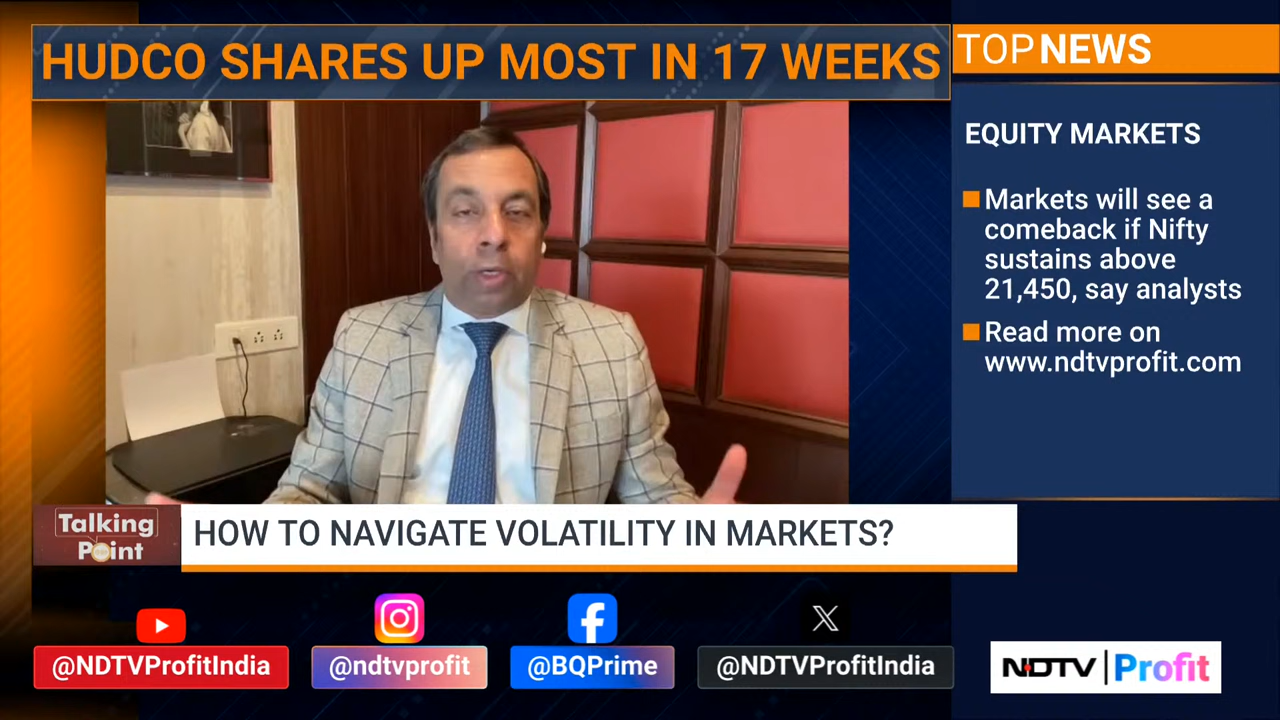 HUDCO SHARES UP MOST IN 17 WEEKS
TOP NEWS
EQUITY MARKETS
Markets will see a
comeback if Nifty
sustains above
21,450, say analysts
Read more on
www.ndtvprofit.com
Talking
Point
HOW TO NAVIGATE VOLATILITY IN MARKETS?
@NDTVProfitIndia
@ndtvprofit
@BQPrime
@NDTVProfitIndia
NDTV | Profit